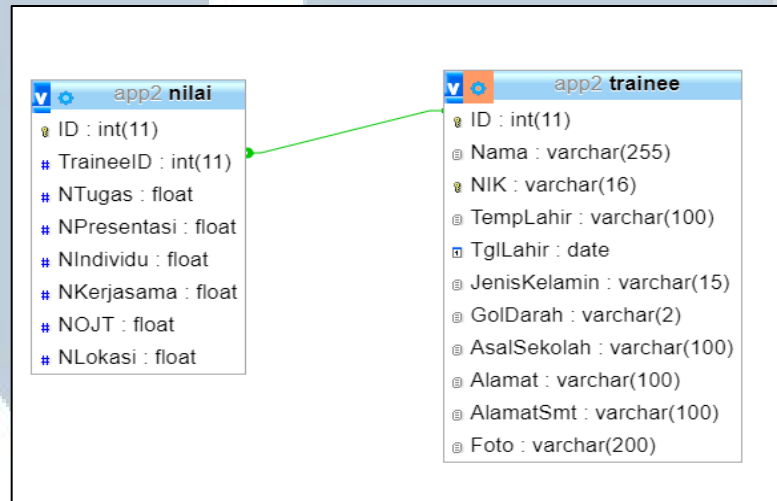 app2 nilai
ID : int(11)
TraineeID : int(11)
NTugas : float
NPresentasi : float
NIndividu : float
NKerjasama : float
NOJT : float
NLokasi : float
app2 trainee
ID : int(11)
Nama : varchar(255)
NIK : varchar(16)
TempLahir : varchar(100)
TglLahir : date
JenisKelamin : varchar(15)
GolDarah : varchar(2)
AsalSekolah : varchar(100)
Alamat : varchar(100)
AlamatSmt : varchar(100)
Foto : varchar(200)